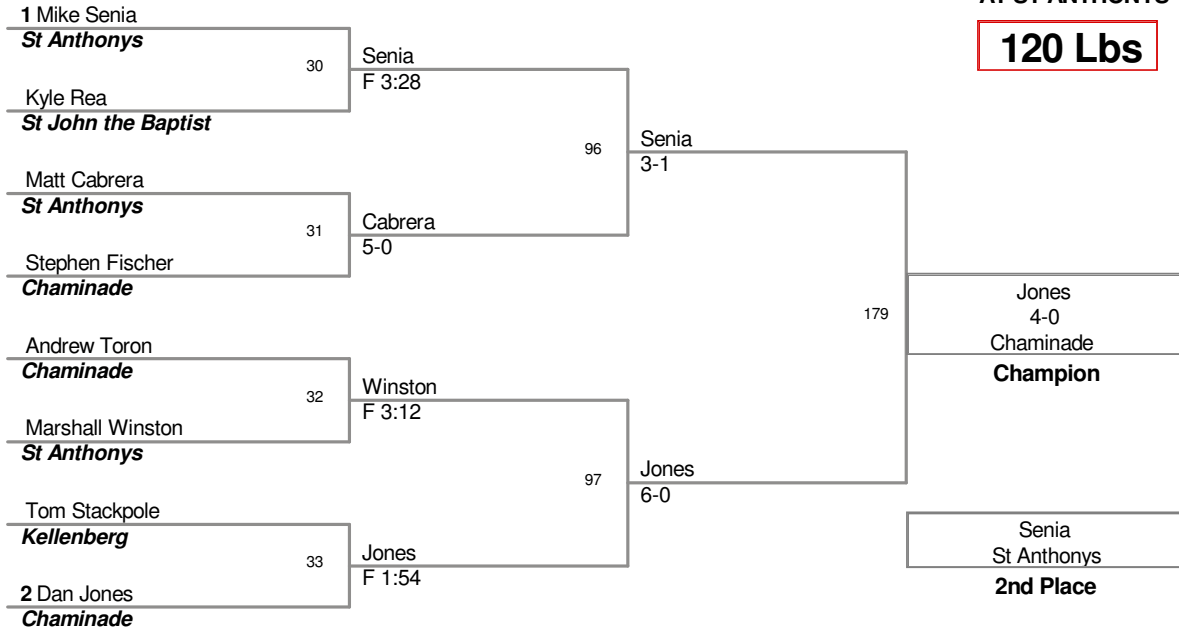 AT ST ANTHONYS
120 Lbs
1 Mike Senia
St Anthonys
30
Senia
F 3:28
Kyle Rea
St John the Baptist
96
Senia
3-1
Matt Cabrera
St Anthonys
31
Cabrera
5-0
Stephen Fischer
Chaminade
179
Jones
4-0
Chaminade
Champion
Andrew Toron
Chaminade
32
Winston
F 3:12
Marshall Winston
St Anthonys
97
Jones
6-0
Tom Stackpole
Kellenberg
33
Jones
F 1:54
2 Dan Jones
Chaminade
Senia
St Anthonys
2nd Place